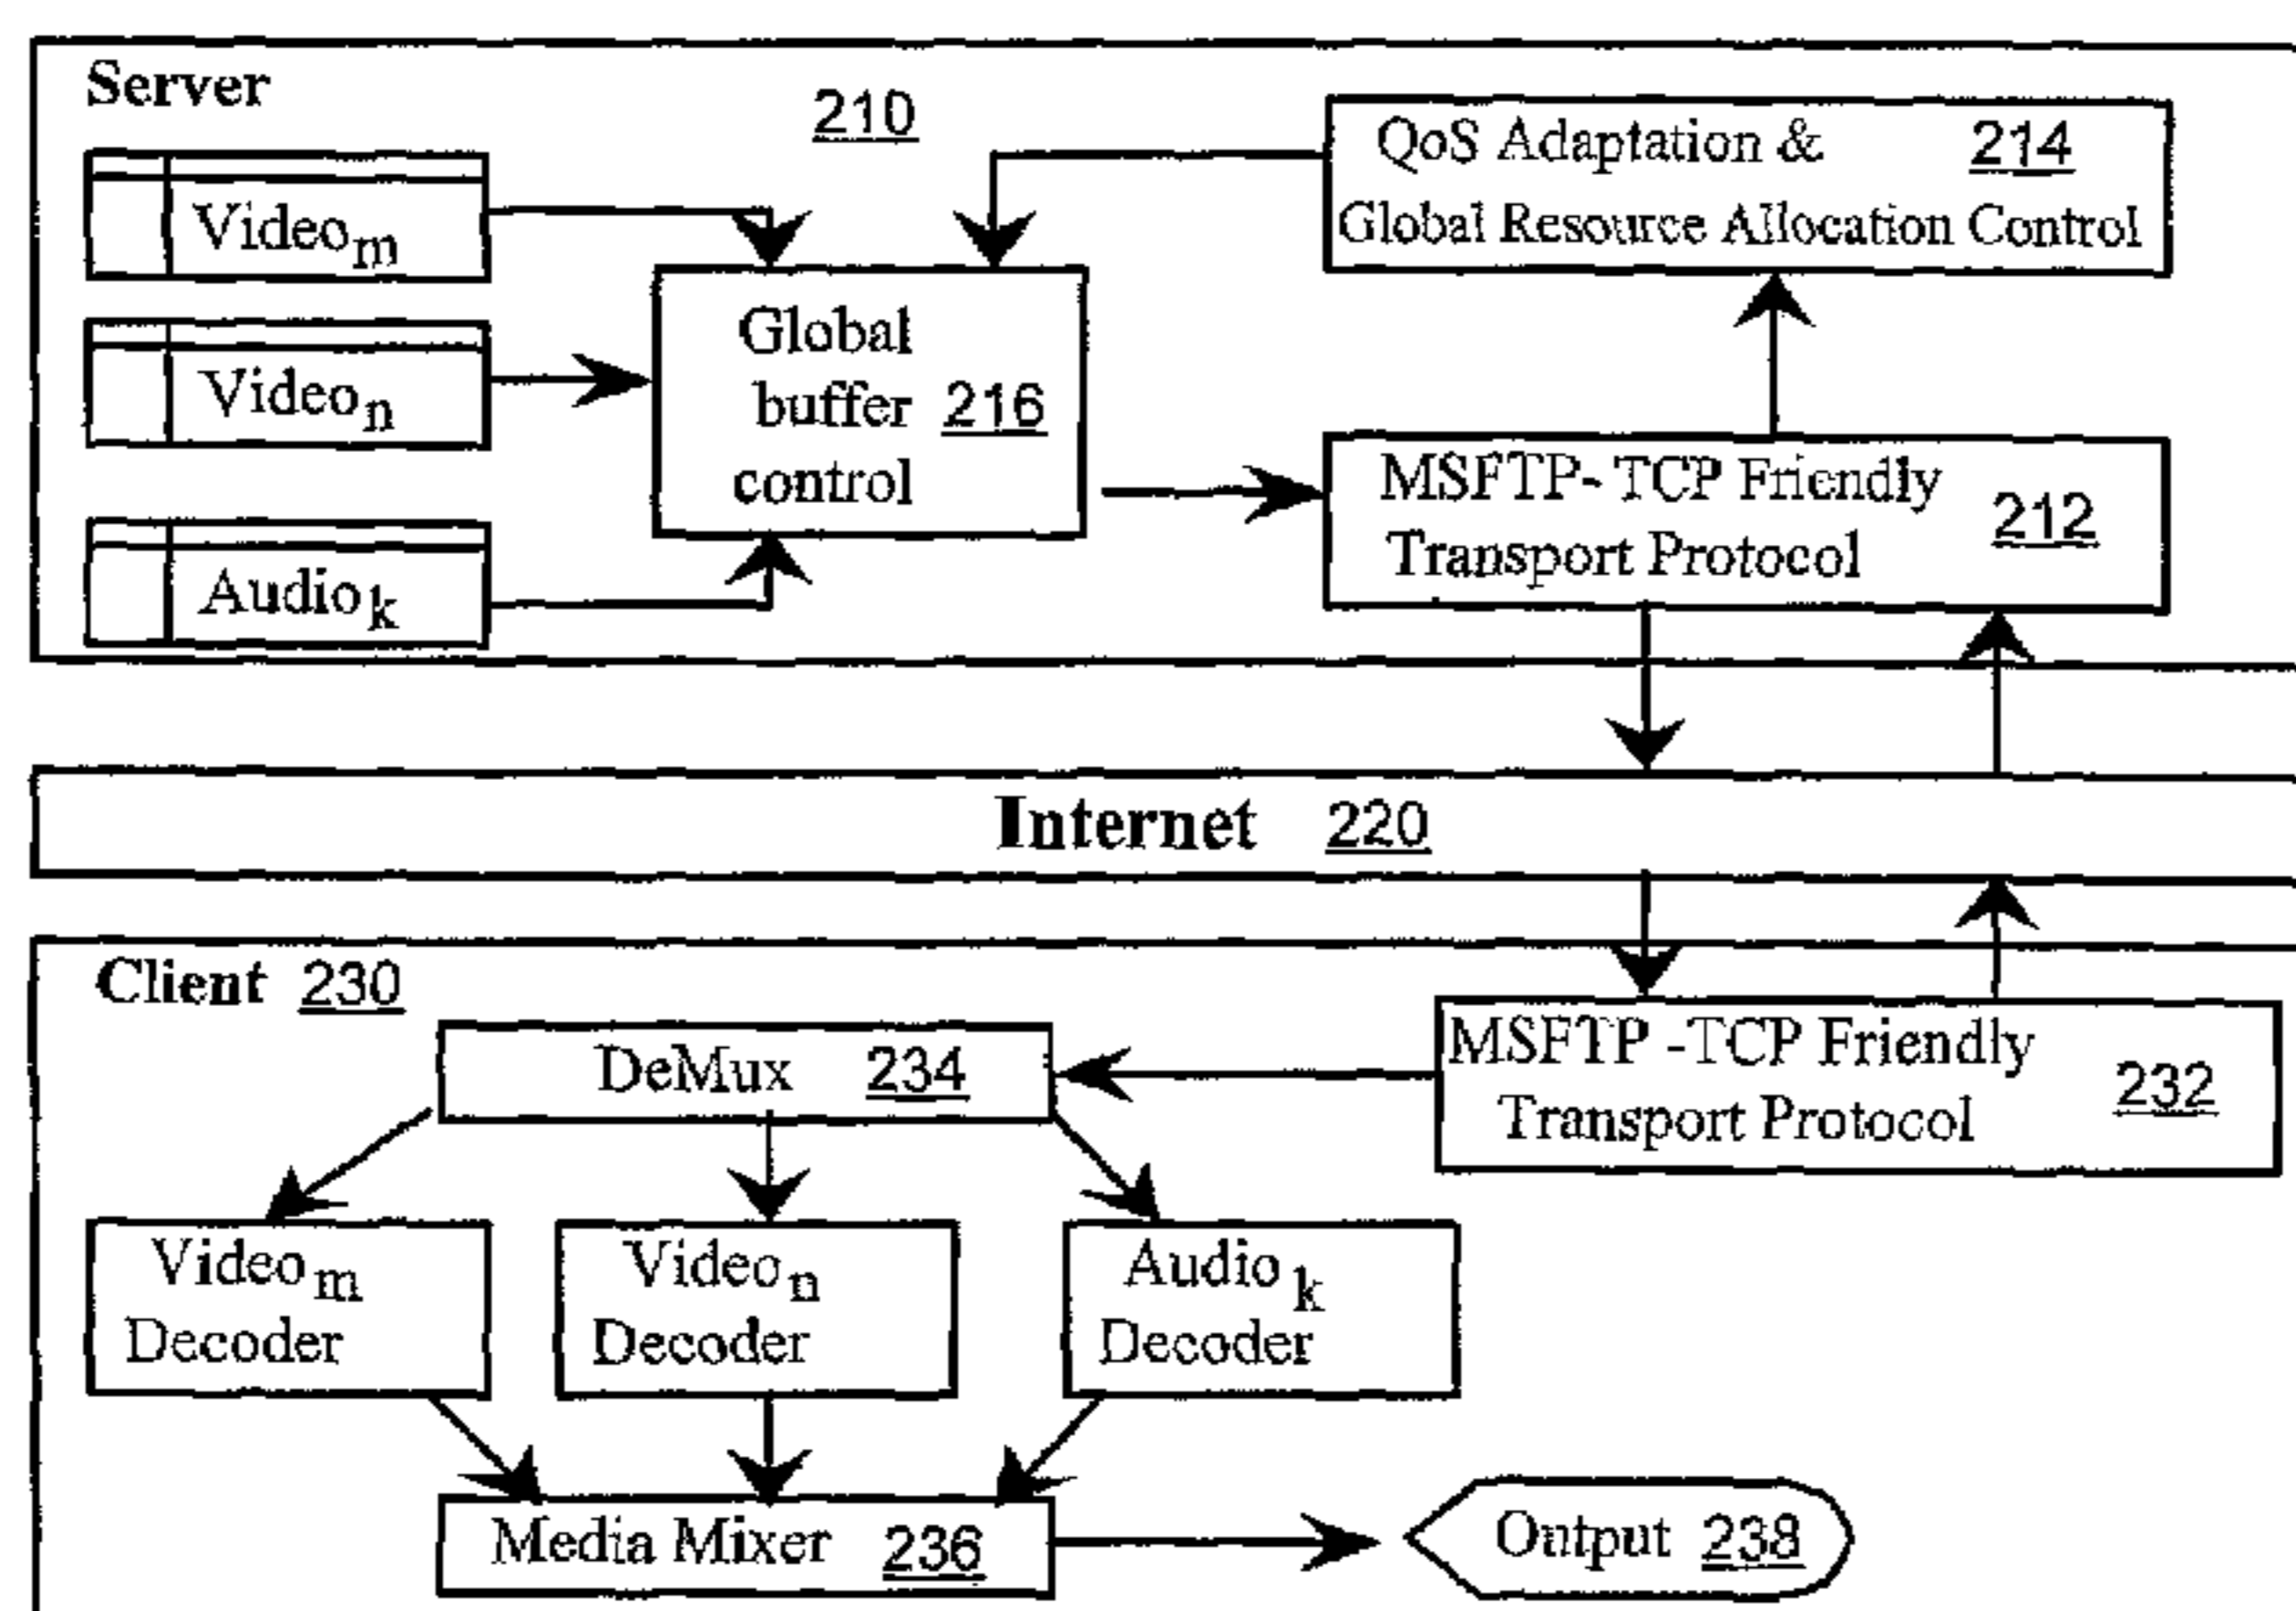 Server
210
QoS Adaptation & 214
Global Resource Allocation Control
Videom
Global
buffer 216
control
Videon
MSFTP- TCP Friendly
Transport Protocol 212
Audiok
Internet 220
Client 230
DeMux 234
MSFTP -TCP Friendly
Transport Protocol 232
Videom
Decoder
Videon
Decoder
Audiok
Decoder
Media Mixer 236
Output 238